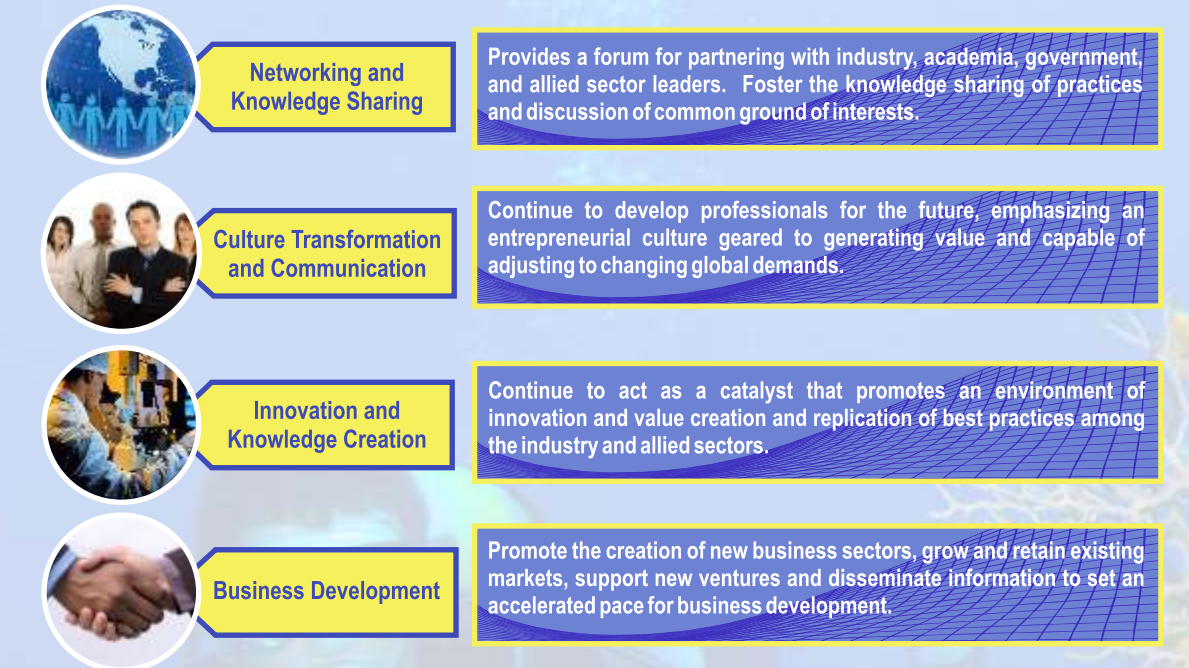 Networking and
Knowledge Sharing
Provides a forum for partnering with industry, academia, government,
and allied sector leaders.  Foster the knowledge sharing of practices
and discussion of common ground of interests.
Culture Transformation
and Communication
Continue to develop professionals for the future, emphasizing an
entrepreneurial culture geared to generating value and capable of
adjusting to changing global demands.
Innovation and
Knowledge Creation
Continue to act as a catalyst that promotes an environment of
innovation and value creation and replication of best practices among
the industry and allied sectors.
Business Development
Promote the creation of new business sectors, grow and retain existing
markets, support new ventures and disseminate information to set an
accelerated pace for business development.